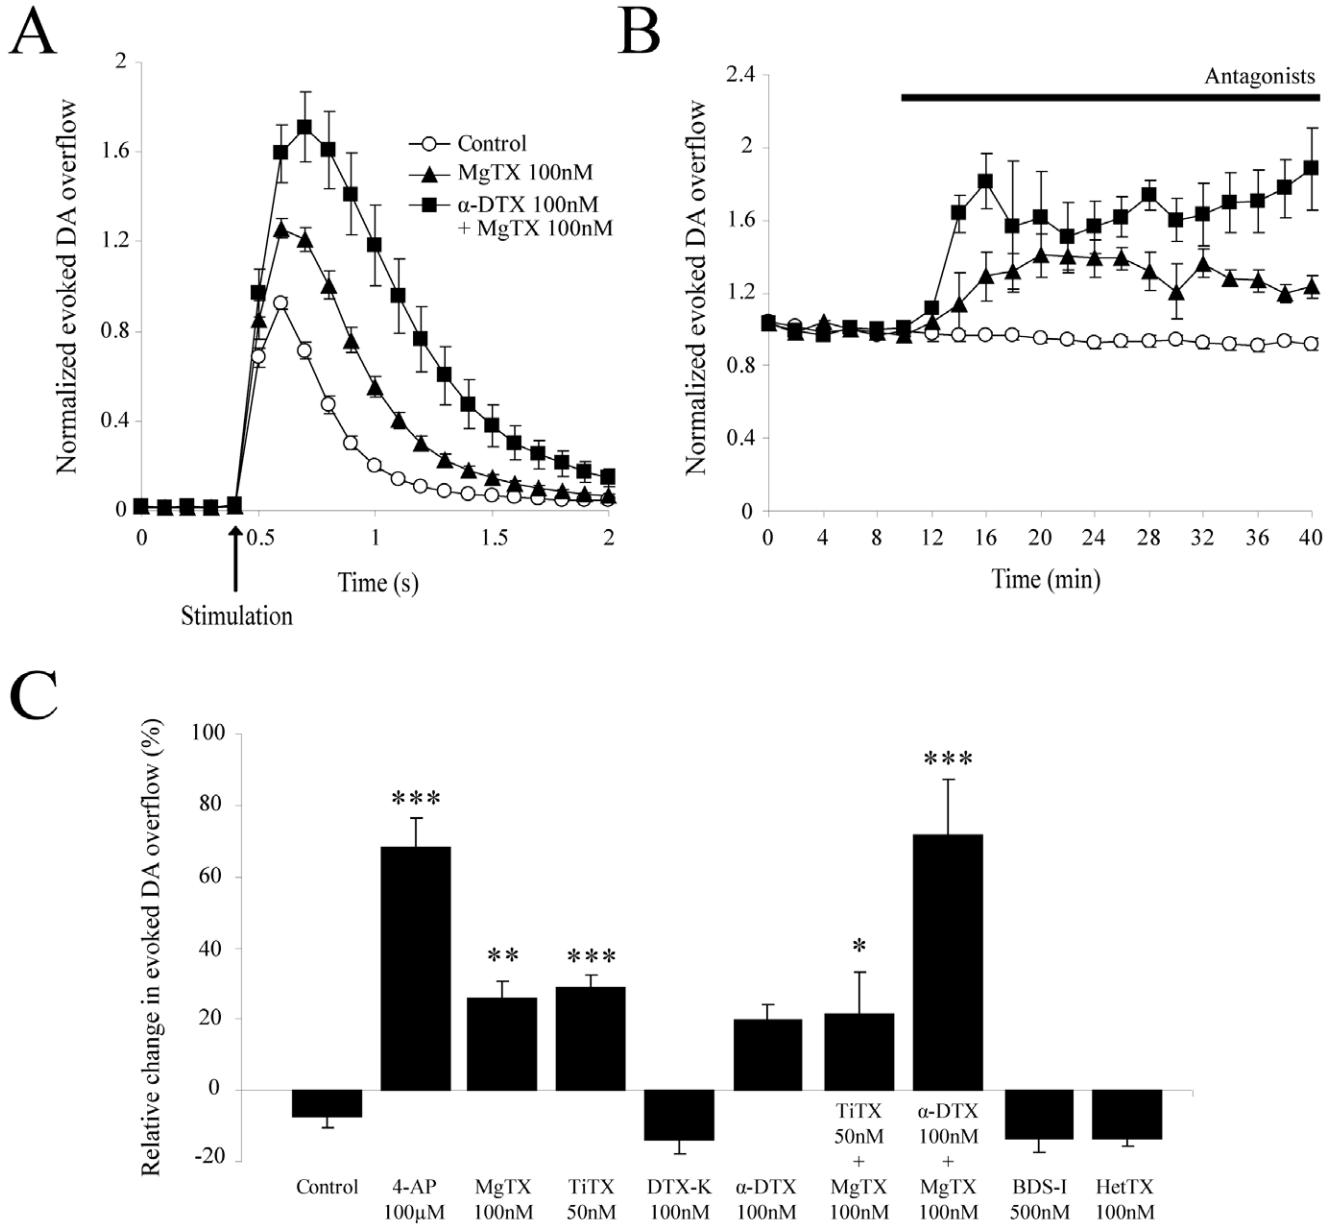 A
Normalized evoked DA overflow
2
1.6
1.2
0.8
0.4
0
0 0.5 1 1.5 2
Time (s)
Stimulation
Control
MgTX 100nM
α-DTX 100nM
+ MgTX 100nM
B
Normalized evoked DA overflow
2.4
2
1.6
1.2
0.8
0.4
0
0 4 8 12 16 20 24 28 32 36 40
Time (min)
Antagonists
C
Relative change in evoked DA overflow (%)
100
80
60
40
20
0
-20
***
**
***
*
***
Control
4-AP
100µM
MgTX
100nM
TiTX
50nM
DTX-K
100nM
α-DTX
100nM
TiTX
50nM
+
MgTX
100nM
α-DTX
100nM
+
MgTX
100nM
BDS-I
500nM
HetTX
100nM